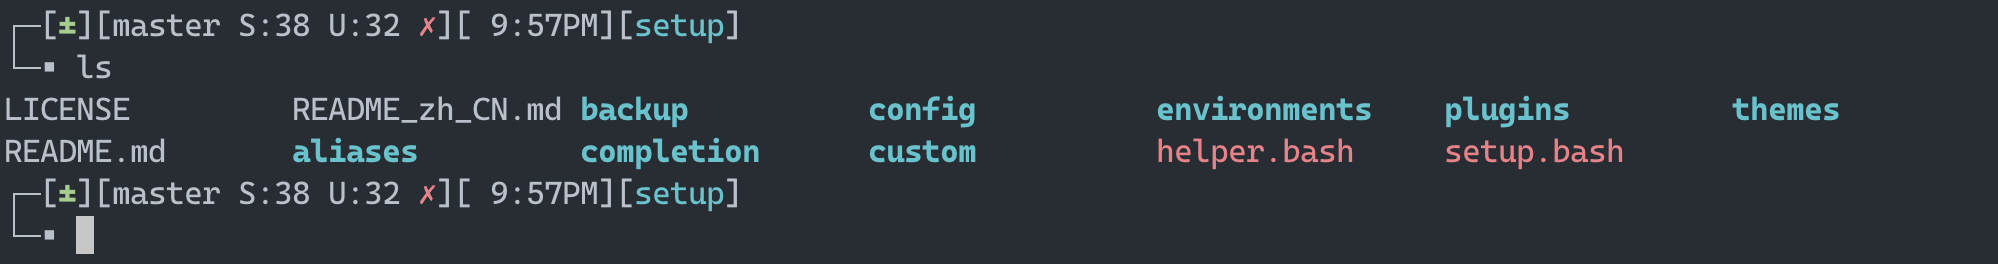 ┌─[±][master S:38 U:32 ✗][ 9:57PM][setup]
└─▪ ls
LICENSE         README_zh_CN.md backup          config          environments    plugins         themes
README.md       aliases         completion      custom          helper.bash     setup.bash
┌─[±][master S:38 U:32 ✗][ 9:57PM][setup]
└─▪